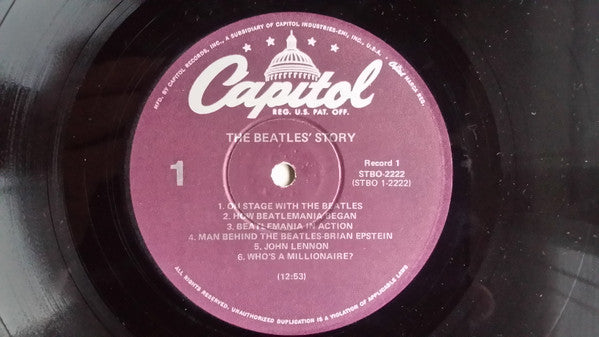 MFD. BY CAPITOL RECORDS, INC., A SUBSIDIARY OF CAPITOL INDUSTRIES-EMI, INC., U.S.A.
MARCA REG.
Capitol
REG. U.S. PAT. OFF.
THE BEATLES' STORY
1
Record 1
STBO-2222
(STBO 1-2222)
1. ON STAGE WITH THE BEATLES
2. HOW BEATLEMANIA BEGAN
3. BEATLEMANIA IN ACTION
4. MAN BEHIND THE BEATLES-BRIAN EPSTEIN
5. JOHN LENNON
6. WHO'S A MILLIONAIRE?
(12:53)
ALL RIGHTS RESERVED. UNAUTHORIZED DUPLICATION IS A VIOLATION OF APPLICABLE LAWS